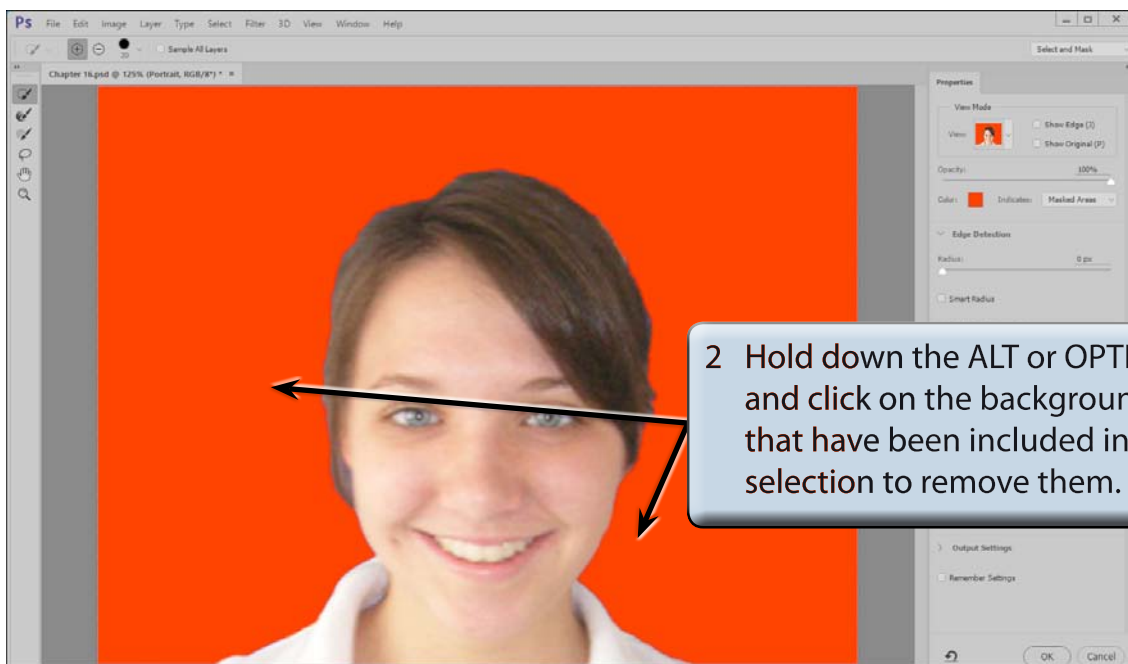 Ps File Edit Image Layer Type Select Filter 3D View Window Help
20 Sample All Layers Select and Mask
Chapter 16.psd @ 125% (Portrait, RGB/8*) *
Properties
View Mode
View: Show Edge (J)
Show Original (P)
Opacity: 100%
Color: Indicates: Masked Areas
Edge Detection
Radius: 0 px
Smart Radius
2 Hold down the ALT or OPTI
and click on the backgroun
that have been included in
selection to remove them.
Output Settings
Remember Settings
OK Cancel